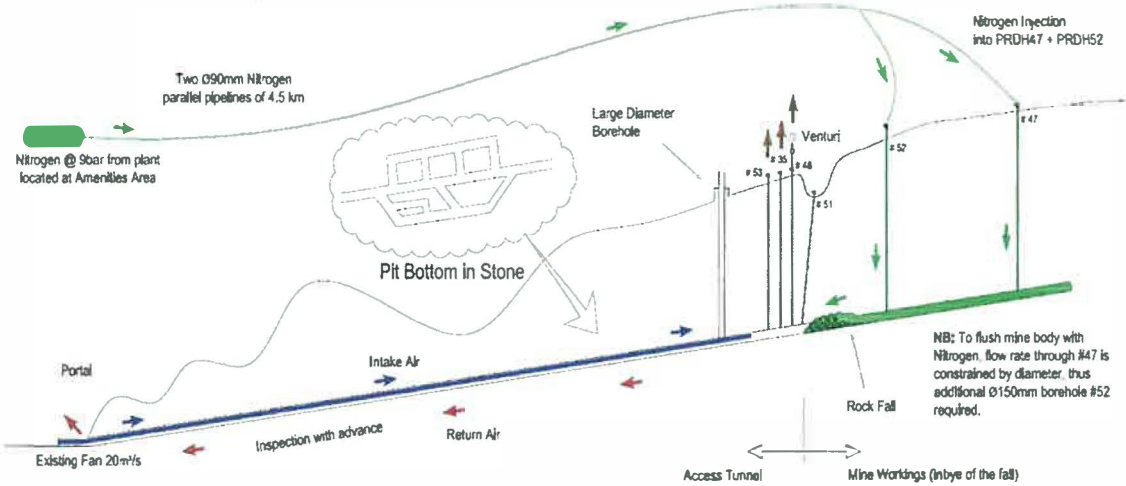 Nitrogen Injection
into PRDH47 + PRDH52
Two Ø90mm Nitrogen
parallel pipelines of 4.5 km
Large Diameter
Borehole
Venturi
# 47
# 52
# 35
# 48
# 53
# 51
Nitrogen @ 9bar from plant
located at Amenities Area
Pit Bottom in Stone
NB: To flush mine body with
Nitrogen, flow rate through #47 is
constrained by diameter, thus
additional Ø150mm borehole #52
required.
Portal
Intake Air
Rock Fall
Inspection with advance
Return Air
Existing Fan 20m³/s
Access Tunnel
Mine Workings (inbye of the fall)